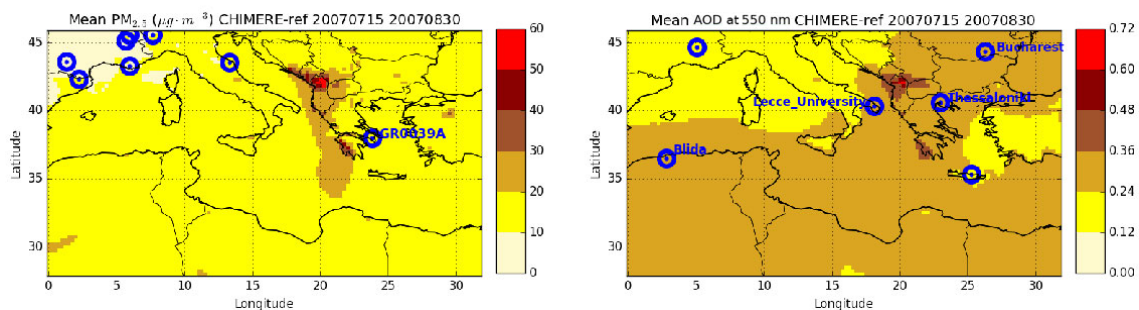 Mean PM2.5 (μg·m⁻³) CHIMERE-ref 20070715 20070830
45
40
35
30
Latitude
GR0039A
0 5 10 15 20 25 30
Longitude
60
50
40
30
20
10
0
Mean AOD at 550 nm CHIMERE-ref 20070715 20070830
45
40
35
30
Latitude
Bucharest
Lecce_University
Thessaloniki
Blida
0 5 10 15 20 25 30
Longitude
0.72
0.60
0.48
0.36
0.24
0.12
0.00